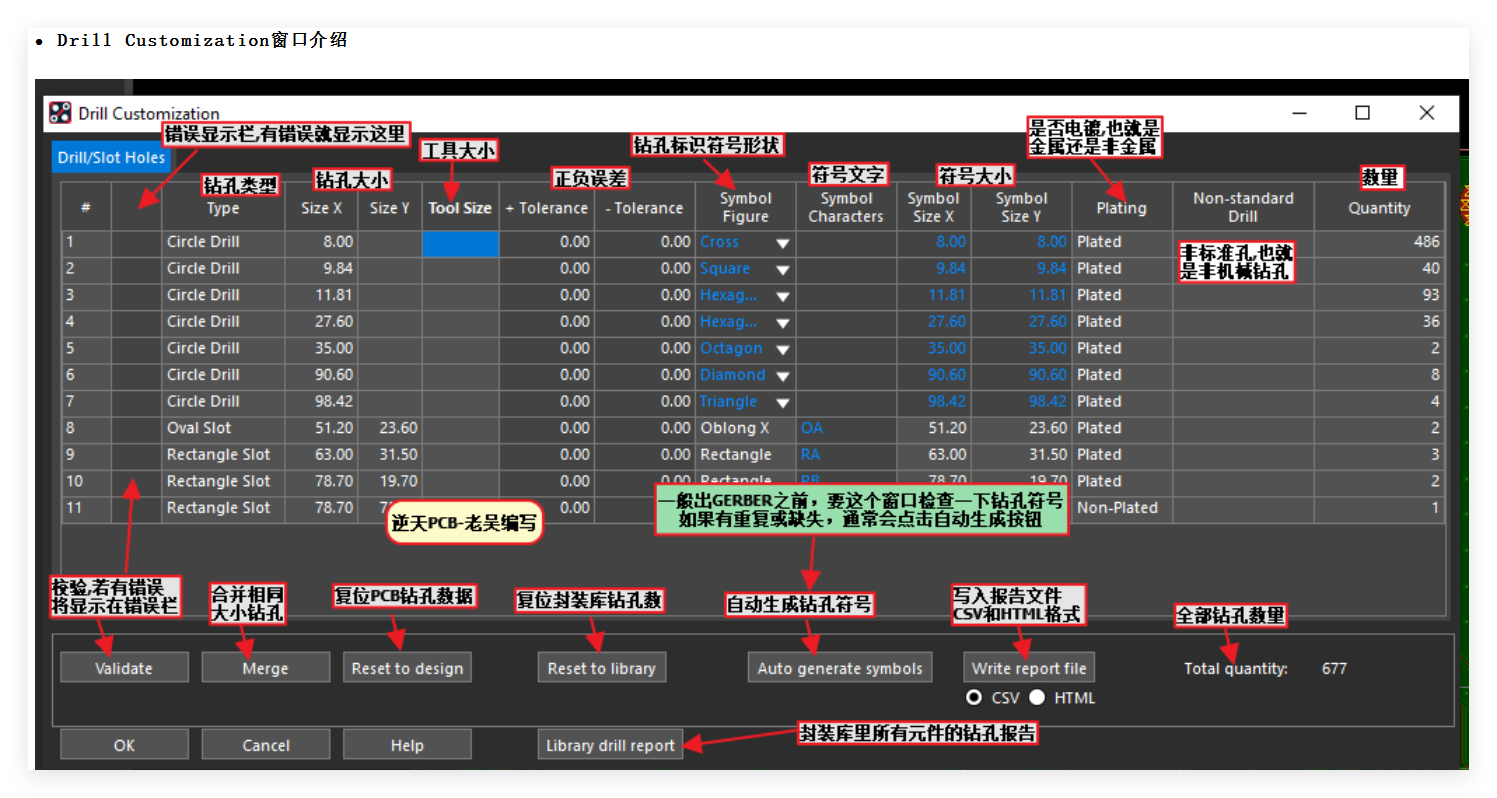 • Drill Customization窗口介绍
Drill Customization
错误显示栏,有错误就显示这里
Drill/Slot Holes
工具大小
钻孔标识符号形状
是否电镀,也就是
金属还是非金属
钻孔类型
钻孔大小
正负误差
符号文字
符号大小
数量
# Type Size X Size Y Tool Size + Tolerance - Tolerance Symbol Figure Symbol Characters Symbol Size X Symbol Size Y Plating Non-standard Drill Quantity
1 Circle Drill 8.00 0.00 0.00 Cross 8.00 8.00 Plated 486
非标准孔,也就
是非机械钻孔
2 Circle Drill 9.84 0.00 0.00 Square 9.84 9.84 Plated 40
3 Circle Drill 11.81 0.00 0.00 Hexag... 11.81 11.81 Plated 93
4 Circle Drill 27.60 0.00 0.00 Hexag... 27.60 27.60 Plated 36
5 Circle Drill 35.00 0.00 0.00 Octagon 35.00 35.00 Plated 2
6 Circle Drill 90.60 0.00 0.00 Diamond 90.60 90.60 Plated 8
7 Circle Drill 98.42 0.00 0.00 Triangle 98.42 98.42 Plated 4
8 Oval Slot 51.20 23.60 0.00 0.00 Oblong X OA 51.20 23.60 Plated 2
9 Rectangle Slot 63.00 31.50 0.00 0.00 Rectangle RA 63.00 31.50 Plated 3
10 Rectangle Slot 78.70 19.70 0.00 0.00 Rectangle RB 78.70 19.70 Plated 2
11 Rectangle Slot 78.70 0.00 Non-Plated 1
逆天PCB-老吴编写
一般出GERBER之前，要这个窗口检查一下钻孔符号
如果有重复或缺失，通常会点击自动生成按钮
校验,若有错误
将显示在错误栏
合并相同
大小钻孔
复位PCB钻孔数据
复位封装库钻孔数
自动生成钻孔符号
写入报告文件
CSV和HTML格式
全部钻孔数量
Validate Merge Reset to design Reset to library Auto generate symbols Write report file Total quantity: 677
CSV HTML
封装库里所有元件的钻孔报告
OK Cancel Help Library drill report